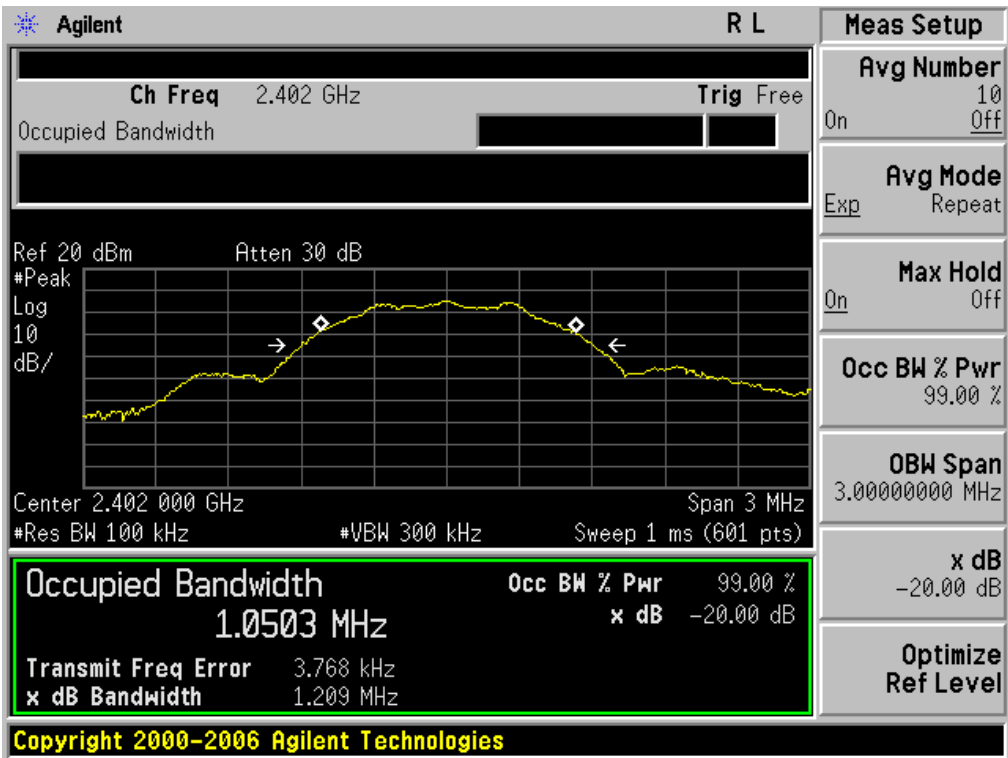 Agilent R L
Ch Freq 2.402 GHz Trig Free
Occupied Bandwidth
Ref 20 dBm Atten 30 dB
#Peak
Log
10
dB/
Center 2.402 000 GHz Span 3 MHz
#Res BW 100 kHz #VBW 300 kHz Sweep 1 ms (601 pts)
Occupied Bandwidth Occ BW % Pwr 99.00 %
1.0503 MHz x dB -20.00 dB
Transmit Freq Error 3.768 kHz
x dB Bandwidth 1.209 MHz
Copyright 2000-2006 Agilent Technologies
Meas Setup
Avg Number
10
On Off
Avg Mode
Exp Repeat
Max Hold
On Off
Occ BW % Pwr
99.00 %
OBW Span
3.00000000 MHz
x dB
-20.00 dB
Optimize
Ref Level